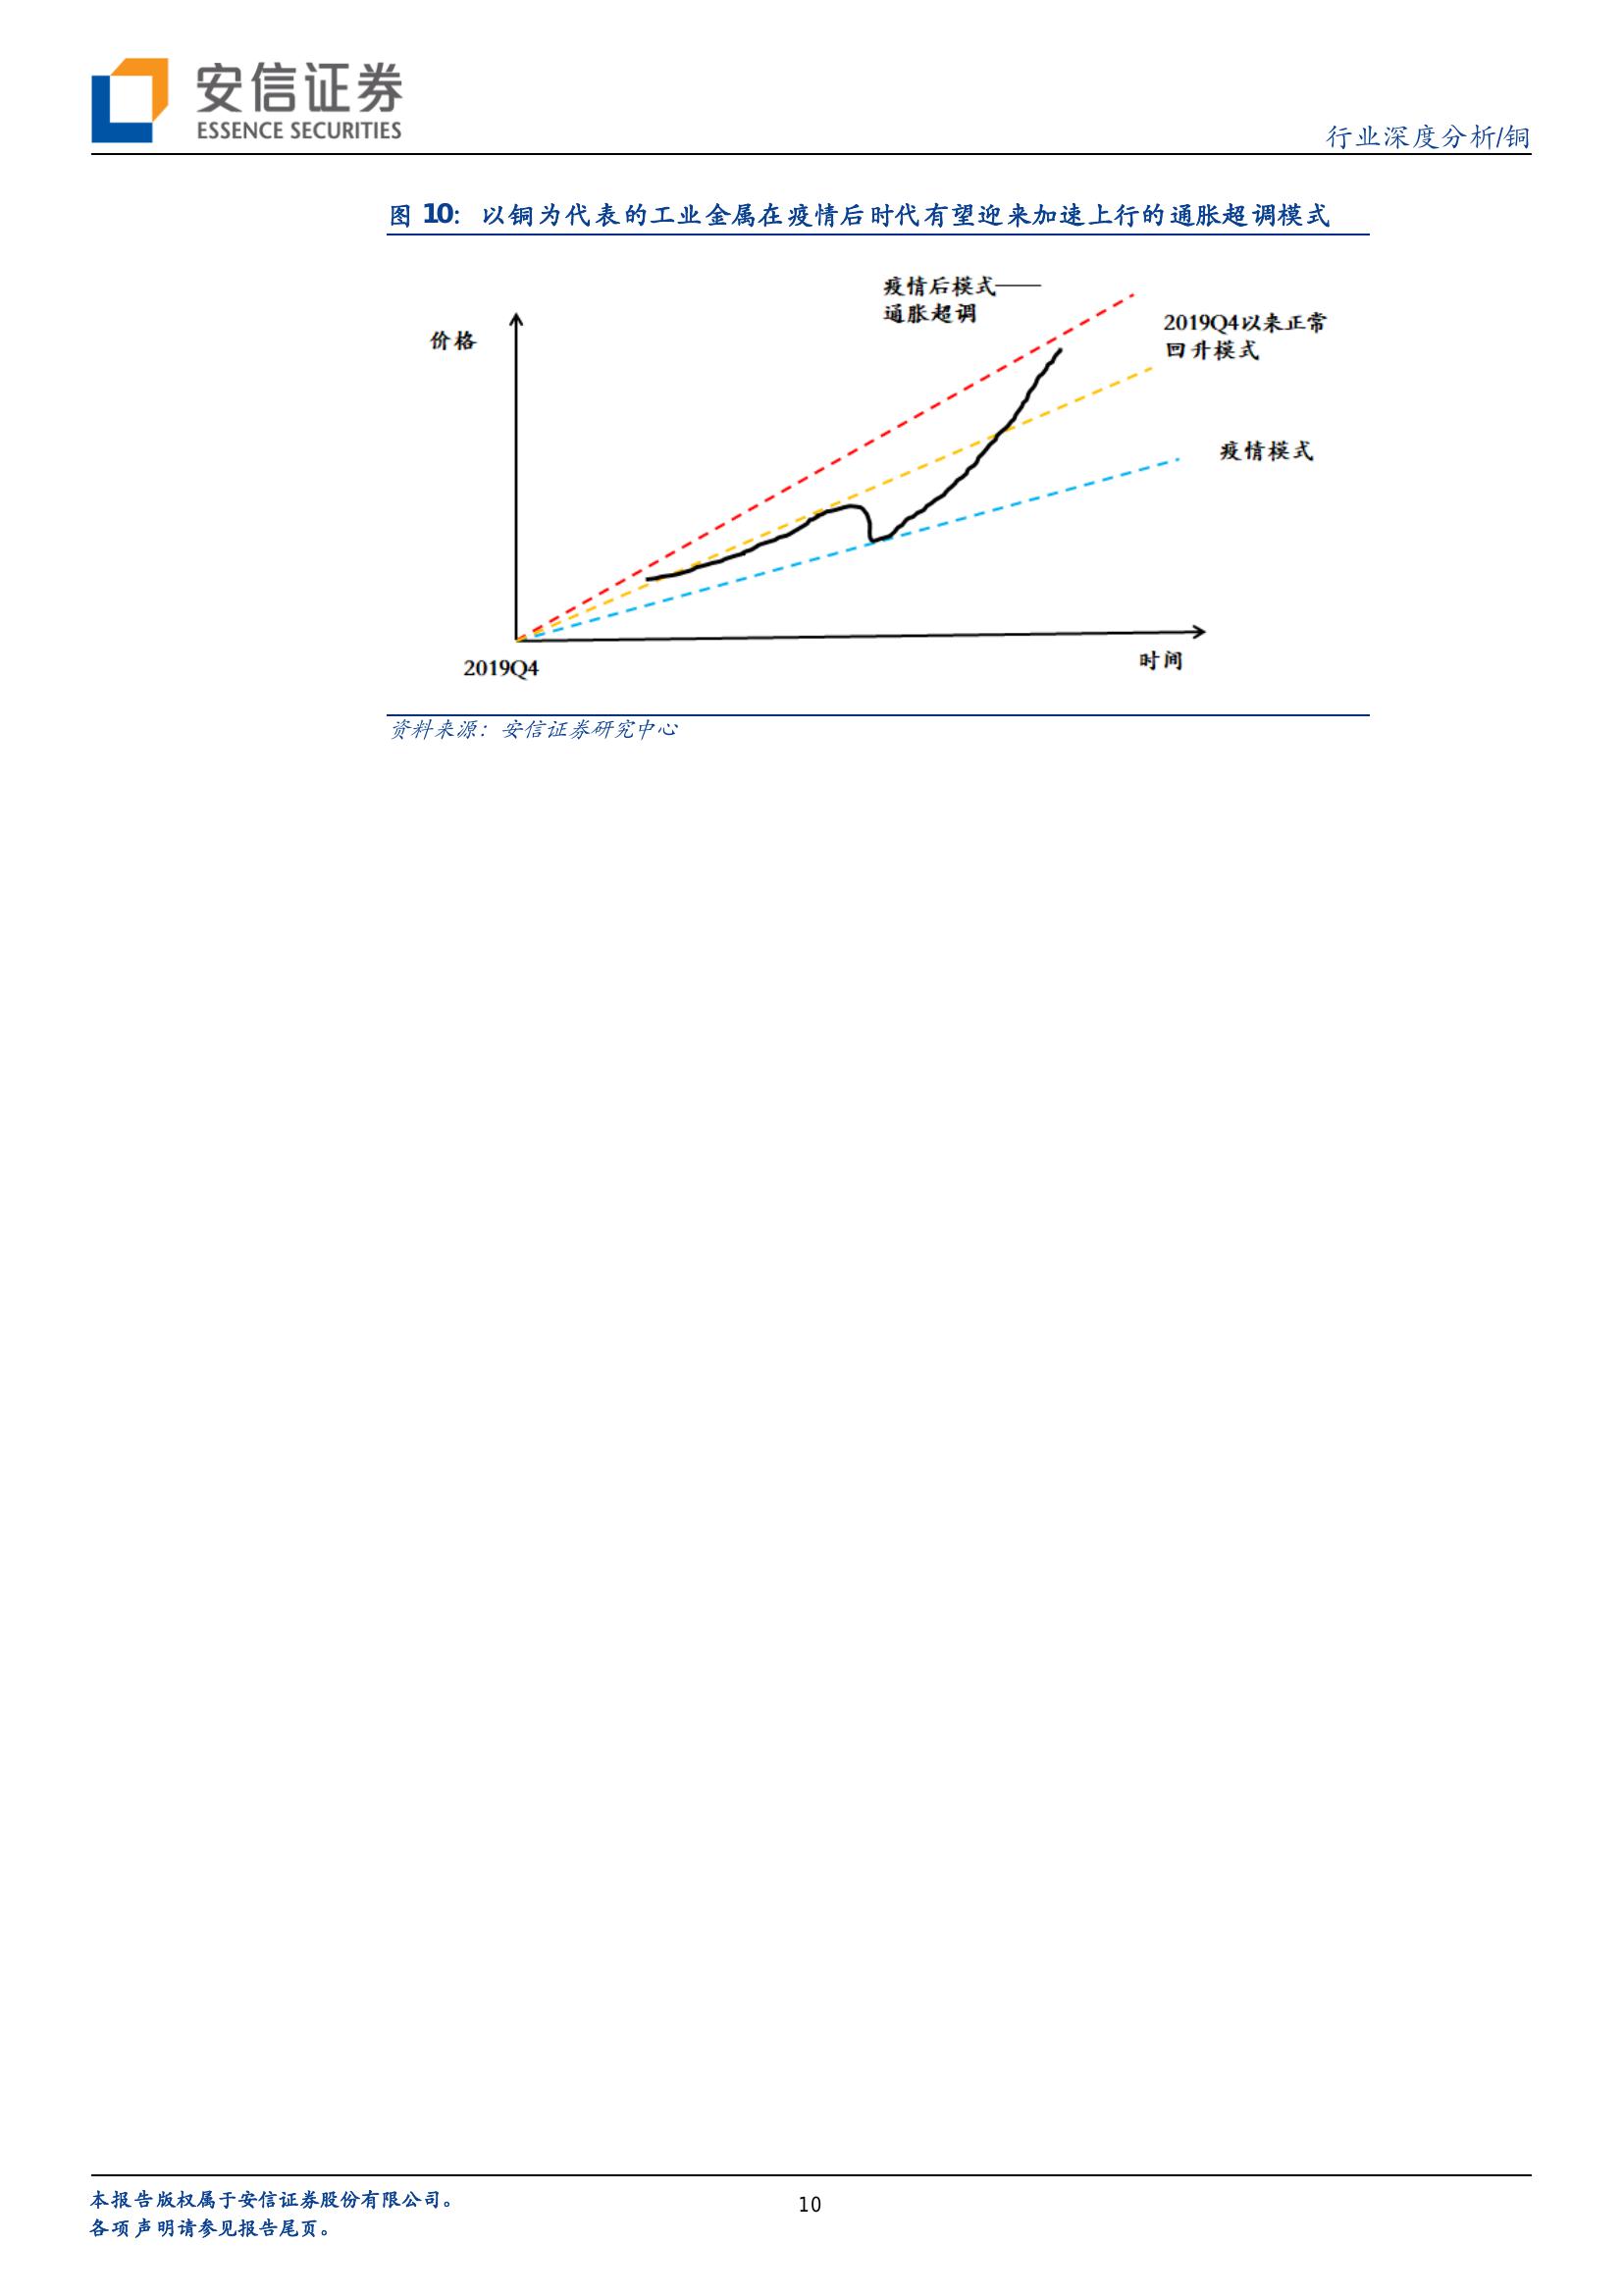 安信证券
ESSENCE SECURITIES
行业深度分析/铜
图 10： 以铜为代表的工业金属在疫情后时代有望迎来加速上行的通胀超调模式
疫情后模式——
通胀超调
2019Q4以来正常
回升模式
价格
疫情模式
2019Q4
时间
资料来源：安信证券研究中心
本报告版权属于安信证券股份有限公司。
各项声明请参见报告尾页。
10